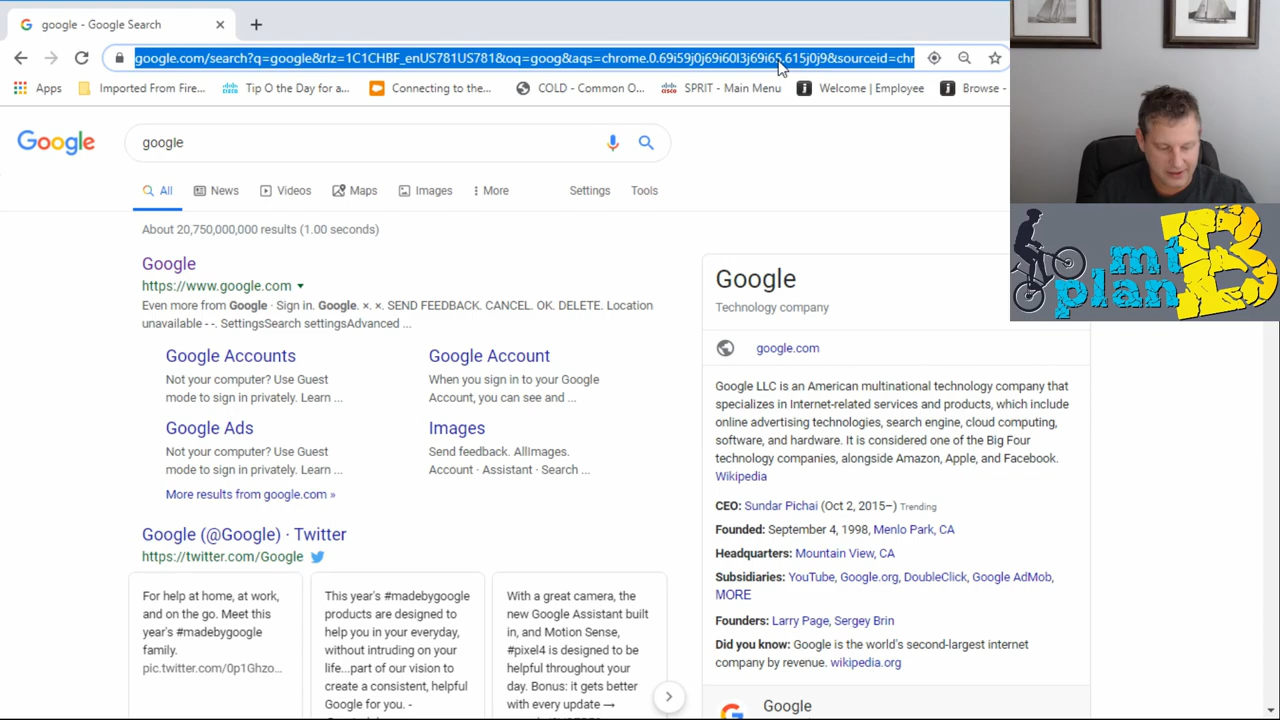 google - Google Search
google.com/search?q=google&rlz=1C1CHBF_enUS781US781&oq=goog&aqs=chrome.0.69i59j0j69i60l3j69i65.615j0j9&sourceid=chr
Apps
Imported From Fire...
Tip O the Day for a...
Connecting to the...
COLD - Common O...
SPRIT - Main Menu
Welcome | Employee
Browse -
Google
google
All
News
Videos
Maps
Images
More
Settings
Tools
About 20,750,000,000 results (1.00 seconds)
Google
https://www.google.com
Even more from Google · Sign in. Google. ×. ×. SEND FEEDBACK. CANCEL. OK. DELETE. Location
unavailable - -. SettingsSearch settingsAdvanced ...
Google Accounts
Not your computer? Use Guest
mode to sign in privately. Learn ...
Google Account
When you sign in to your Google
Account, you can see and ...
Google Ads
Not your computer? Use Guest
mode to sign in privately. Learn ...
Images
Send feedback. AllImages.
Account · Assistant · Search ...
More results from google.com »
Google (@Google) · Twitter
https://twitter.com/Google
For help at home, at work,
and on the go. Meet this
year's #madebygoogle
family.
pic.twitter.com/0p1Ghzo...
This year's #madebygoogle
products are designed to
help you in your everyday,
without intruding on your
life...part of our vision to
create a consistent, helpful
Google for you. -
With a great camera, the
new Google Assistant built
in, and Motion Sense,
#pixel4 is designed to be
helpful throughout your
day. Bonus: it gets better
with every update →
Google
Technology company
google.com
Google LLC is an American multinational technology company that
specializes in Internet-related services and products, which include
online advertising technologies, search engine, cloud computing,
software, and hardware. It is considered one of the Big Four
technology companies, alongside Amazon, Apple, and Facebook.
Wikipedia
CEO: Sundar Pichai (Oct 2, 2015–) Trending
Founded: September 4, 1998, Menlo Park, CA
Headquarters: Mountain View, CA
Subsidiaries: YouTube, Google.org, DoubleClick, Google AdMob,
MORE
Founders: Larry Page, Sergey Brin
Did you know: Google is the world's second-largest internet
company by revenue. wikipedia.org
Google
mt
plan B